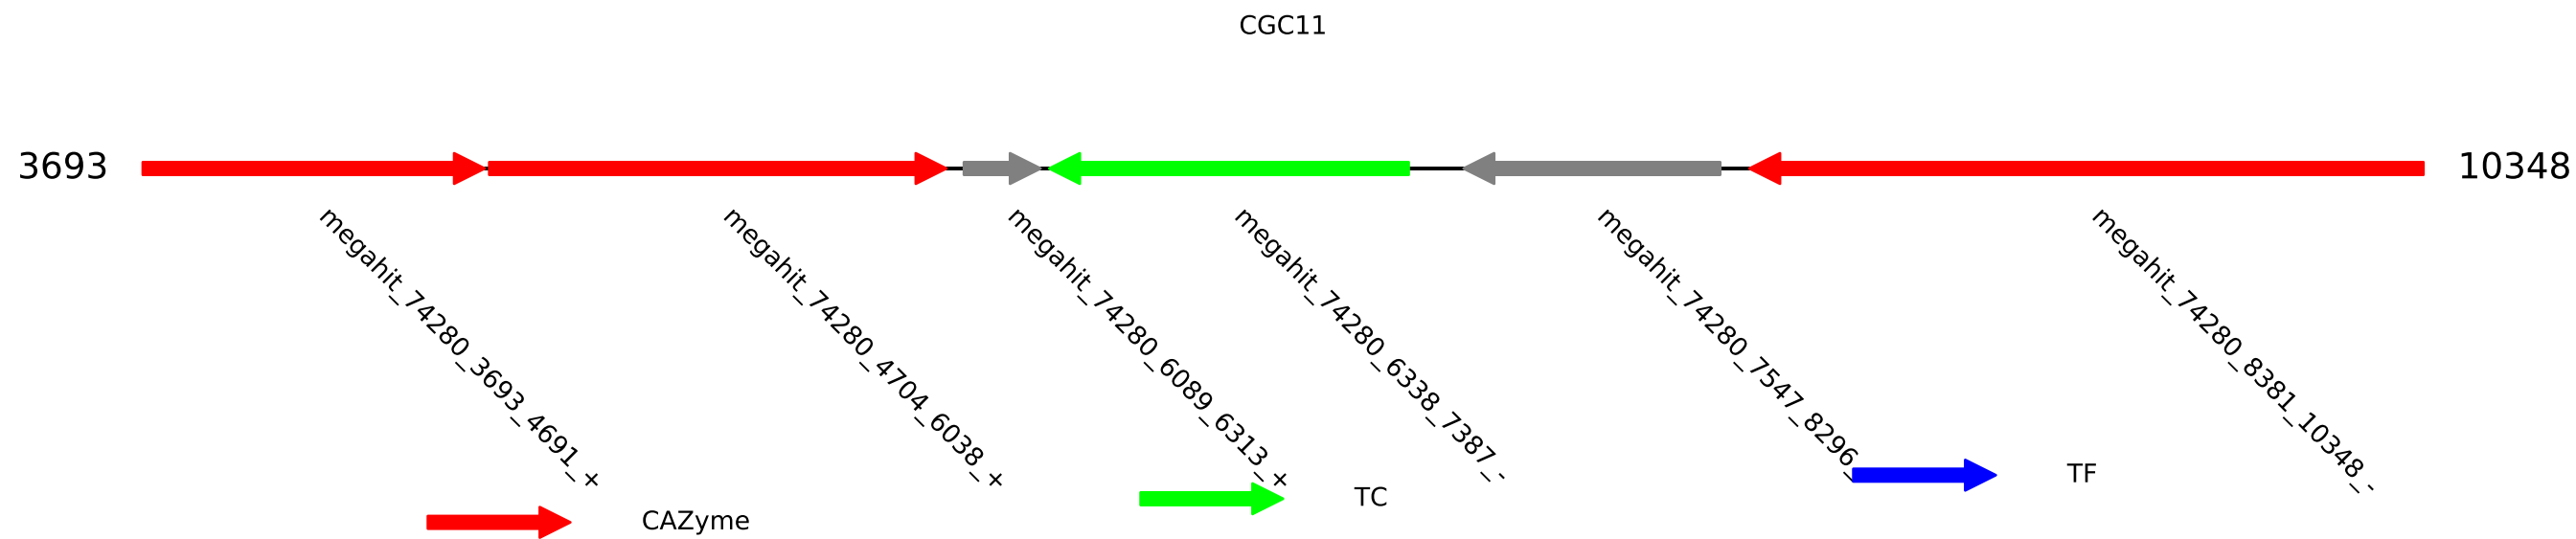 CGC11
3693
10348
megahit_74280_3693_4691_+
megahit_74280_4704_6038_+
megahit_74280_6089_6313_+
megahit_74280_6338_7387_-
megahit_74280_7547_8296_
megahit_74280_8381_10348_-
CAZyme
TC
TF